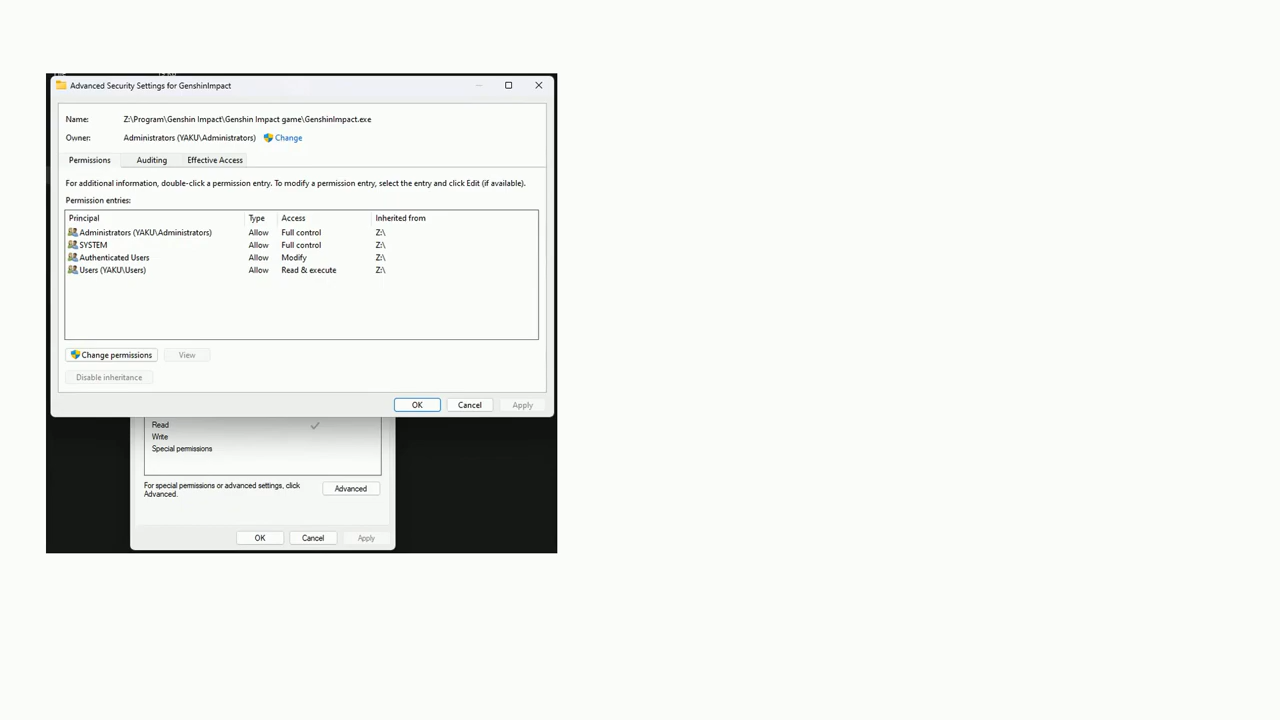 Advanced Security Settings for GenshinImpact
Name: Z:\Program\Genshin Impact\Genshin Impact game\GenshinImpact.exe
Owner: Administrators (YAKU\Administrators) Change
Permissions Auditing Effective Access
For additional information, double-click a permission entry. To modify a permission entry, select the entry and click Edit (if available).
Permission entries:
Principal Type Access Inherited from
Administrators (YAKU\Administrators) Allow Full control Z:\
SYSTEM Allow Full control Z:\
Authenticated Users Allow Modify Z:\
Users (YAKU\Users) Allow Read & execute Z:\
Change permissions View
Disable inheritance
OK Cancel Apply
Read
Write
Special permissions
For special permissions or advanced settings, click
Advanced.
Advanced
OK Cancel Apply